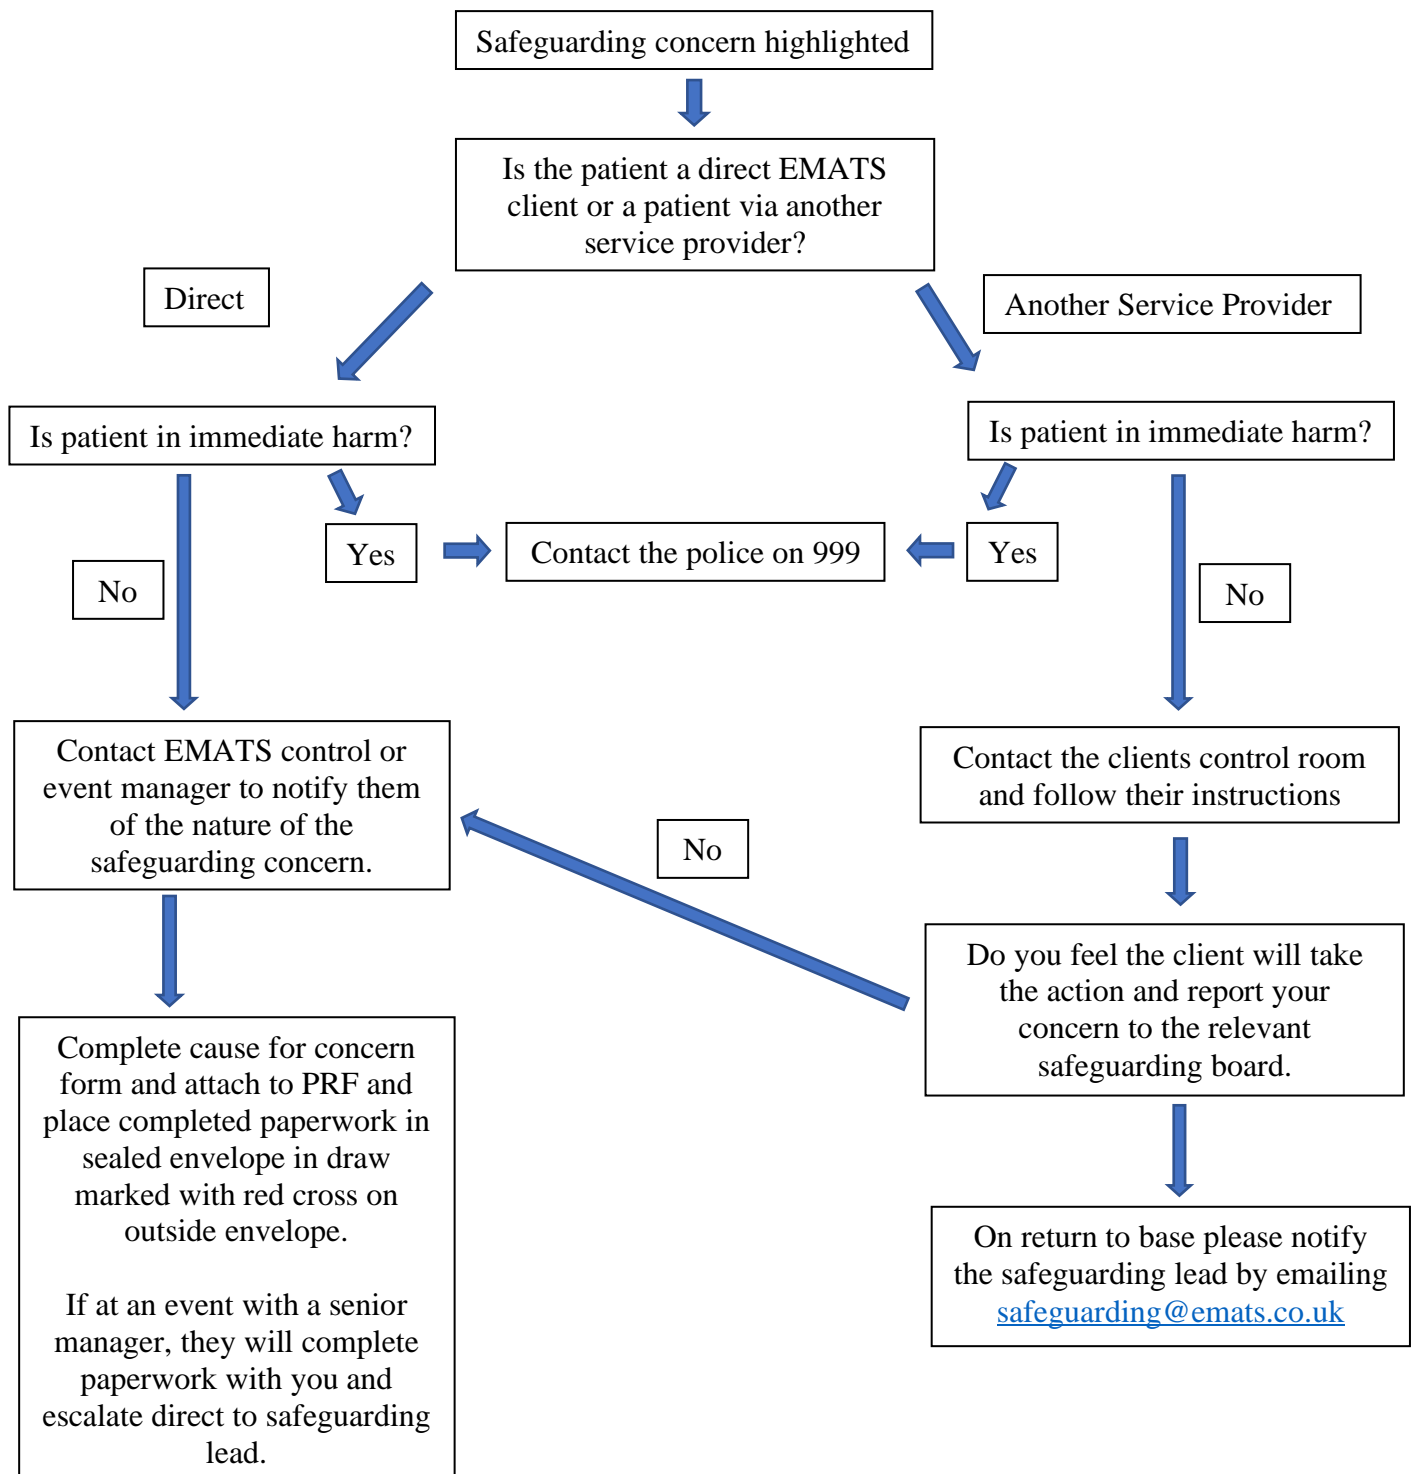 Safeguarding concern highlighted
Is the patient a direct EMATS
client or a patient via another
service provider?
Direct
Another Service Provider
Is patient in immediate harm?
Is patient in immediate harm?
Yes
Contact the police on 999
Yes
No
No
Contact EMATS control or
event manager to notify them
of the nature of the
safeguarding concern.
Contact the clients control room
and follow their instructions
No
Do you feel the client will take
the action and report your
concern to the relevant
safeguarding board.
Complete cause for concern
form and attach to PRF and
place completed paperwork in
sealed envelope in draw
marked with red cross on
outside envelope.
If at an event with a senior
manager, they will complete
paperwork with you and
escalate direct to safeguarding
lead.
On return to base please notify
the safeguarding lead by emailing
safeguarding@emats.co.uk